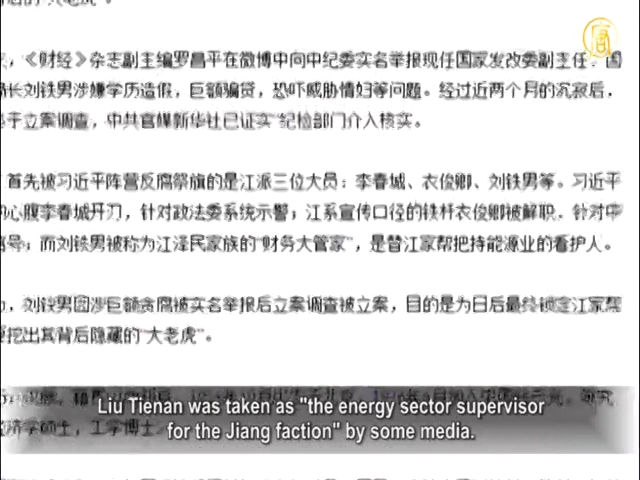 《财经》杂志副主编罗昌平在微博中向中纪委实名举报现任国家发改委副主任、国
长刘铁男涉嫌学历造假，巨额骗贷，恐吓威胁情妇等问题。经过近两个月的沉寂后，
于立案调查，中共官媒新华社已证实"纪检部门介入核实。
首先被习近平阵营反腐祭旗的是江派三位大员：李春城、衣俊卿、刘铁男等。习近平
的心腹李春城开刀，针对政法委系统示警；江系宣传口径的铁杆衣俊卿被解职，针对中
号；而刘铁男被称为江泽民家族的"财务大管家"，是替江家帮把持能源业的看护人。
，刘铁男因涉巨额贪腐被实名举报后立案调查被立案，目的是为日后最终锁定江家帮
挖出其背后隐藏的"大老虎"。
Liu Tienan was taken as "the energy sector supervisor
for the Jiang faction" by some media.
济学硕士，工学博士